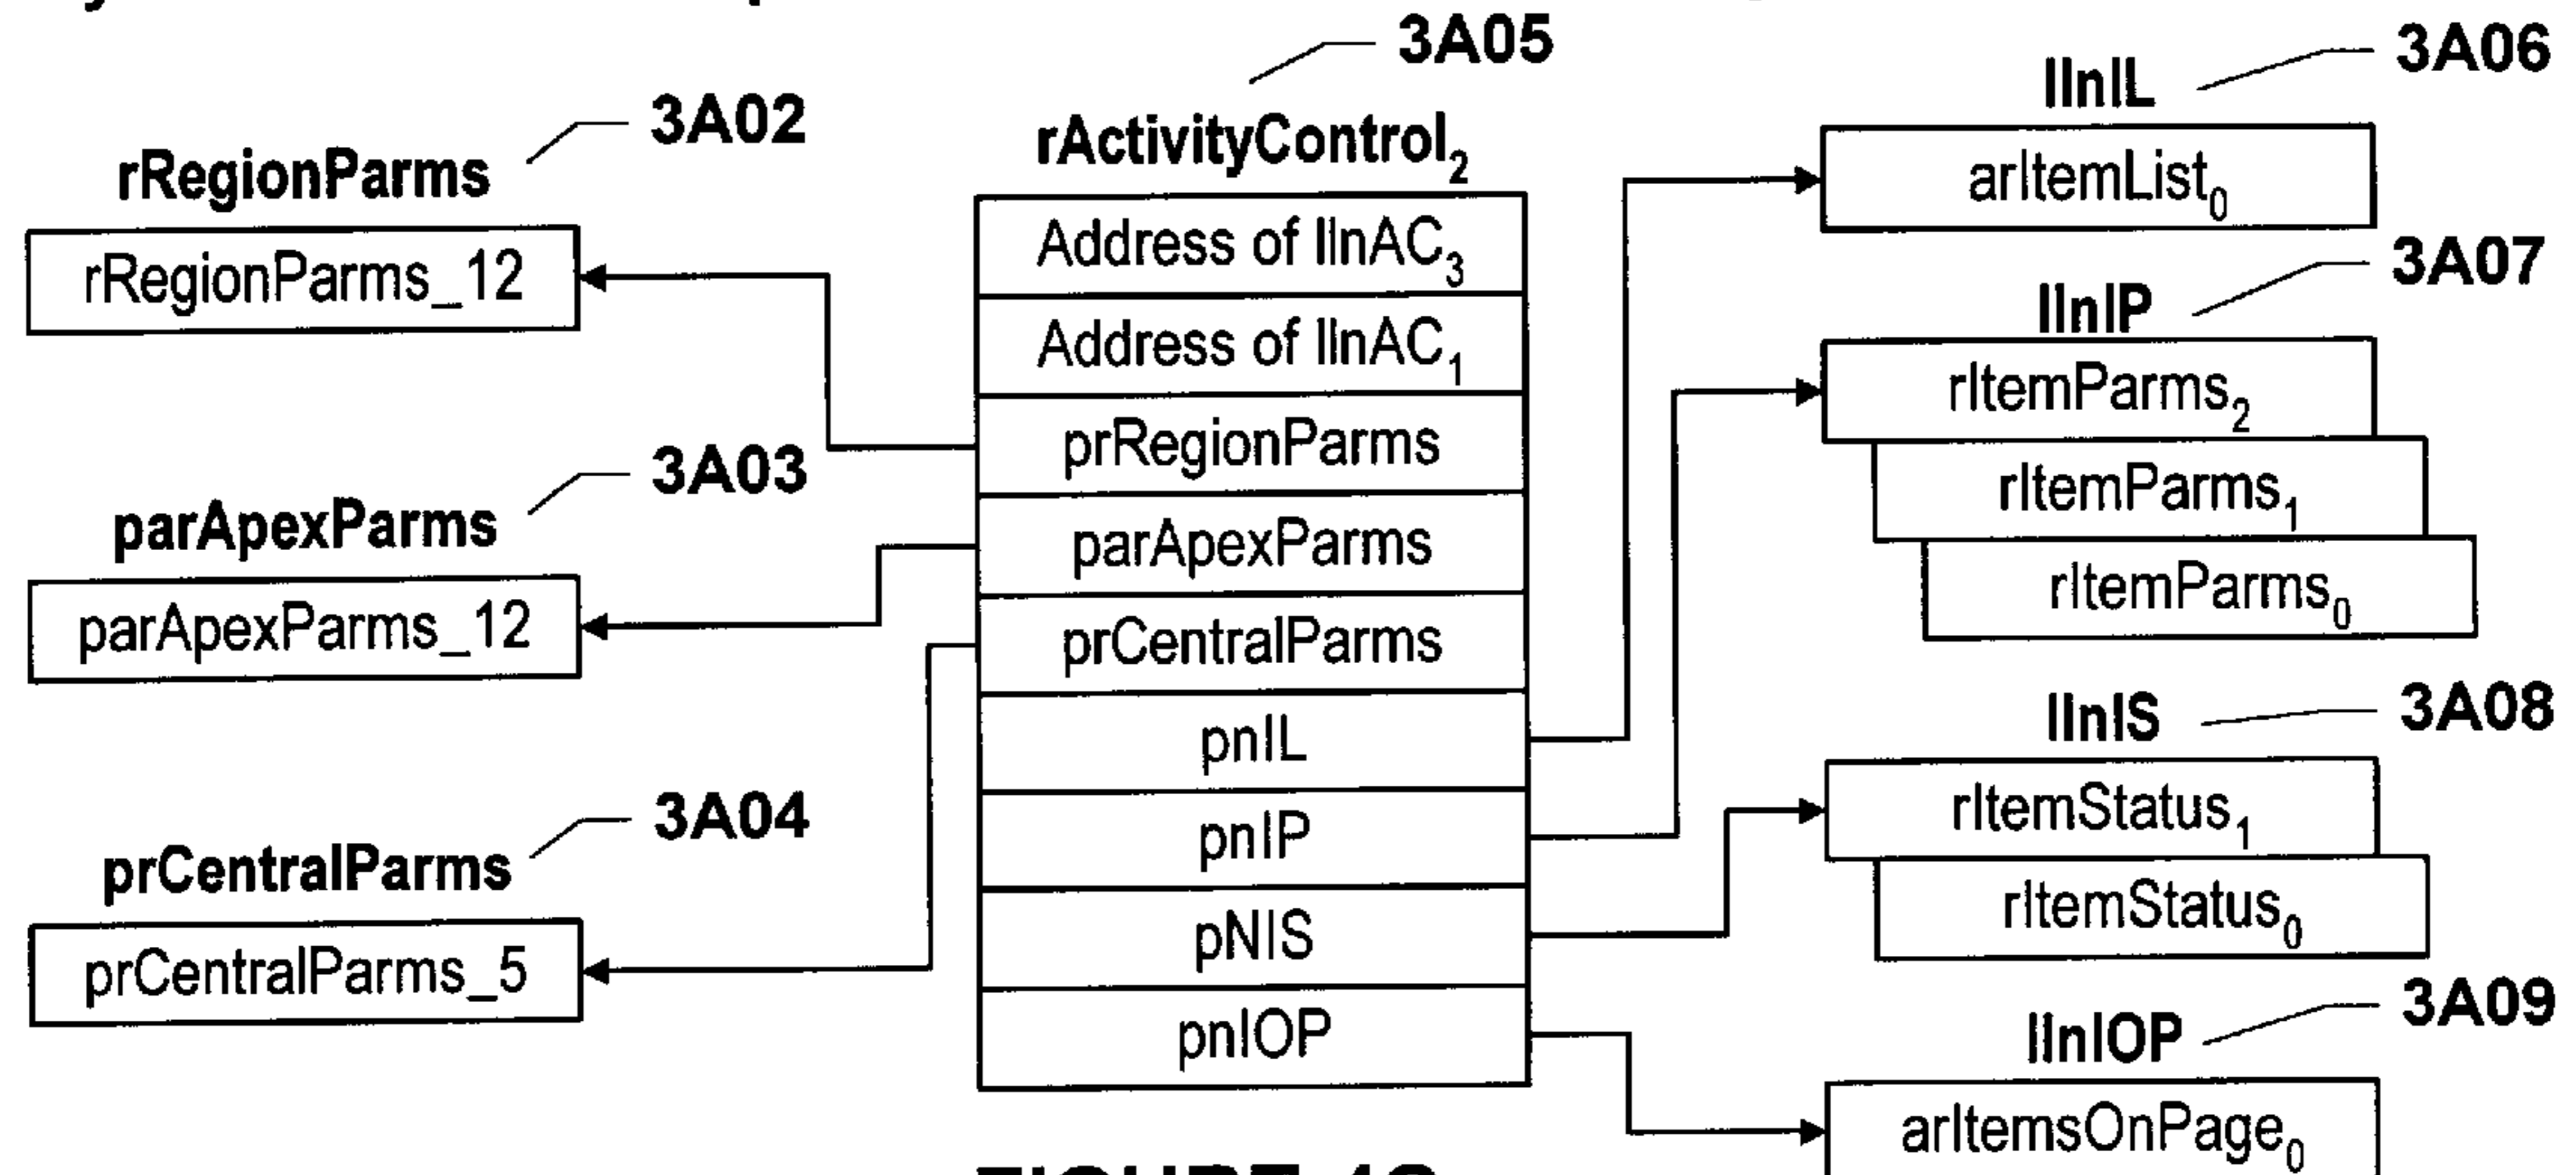 3A05
3A06
llnIL
3A02
rActivityControl2
rRegionParms
arItemList0
Address of llnAC3
3A07
rRegionParms_12
llnIP
Address of llnAC1
rItemParms2
prRegionParms
3A03
rItemParms1
parApexParms
parApexParms
rItemParms0
parApexParms_12
prCentralParms
3A08
llnIS
pnIL
3A04
rItemStatus1
prCentralParms
pnIP
rItemStatus0
pNIS
prCentralParms_5
3A09
llnIOP
pnIOP
arItemsOnPage0